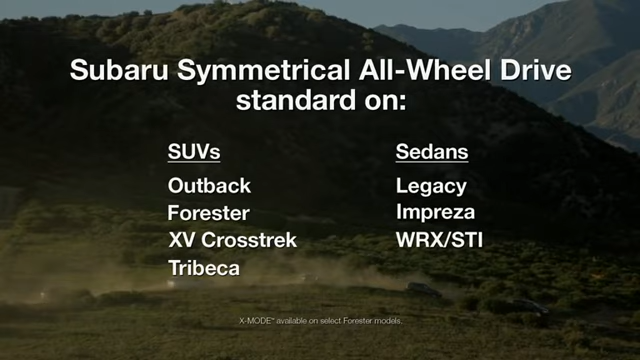 Subaru Symmetrical All-Wheel Drive
standard on:
SUVs
Outback
Forester
XV Crosstrek
Tribeca
Sedans
Legacy
Impreza
WRX/STI
X-MODE™ available on select Forester models.